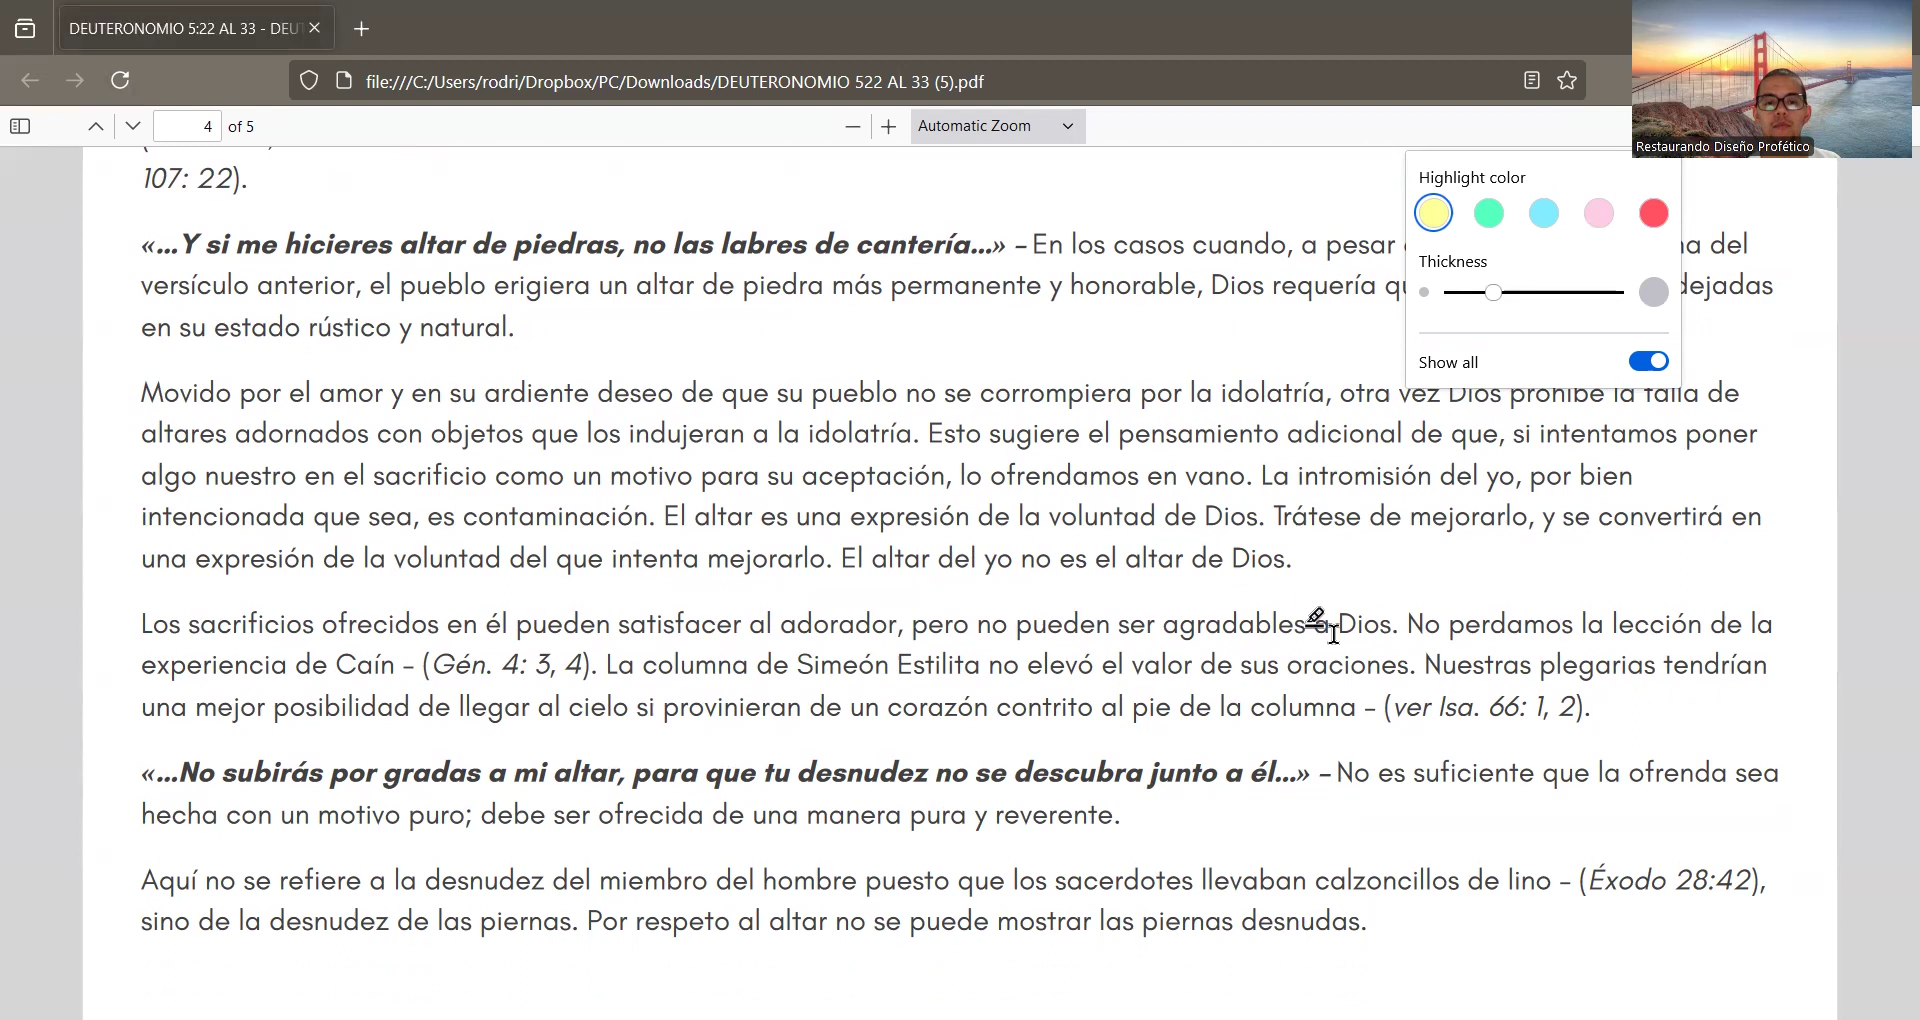 DEUTERONOMIO 5:22 AL 33 - DEU
file:///C:/Users/rodri/Dropbox/PC/Downloads/DEUTERONOMIO 522 AL 33 (5).pdf
4 of 5
Automatic Zoom
Restaurando Diseño Profético
Highlight color
Thickness
Show all
107: 22).
«...Y si me hicieres altar de piedras, no las labres de cantería...» – En los casos cuando, a pesar del
versículo anterior, el pueblo erigiera un altar de piedra más permanente y honorable, Dios requería dejadas
en su estado rústico y natural.
Movido por el amor y en su ardiente deseo de que su pueblo no se corrompiera por la idolatría, otra vez Dios prohíbe la talla de
altares adornados con objetos que los indujeran a la idolatría. Esto sugiere el pensamiento adicional de que, si intentamos poner
algo nuestro en el sacrificio como un motivo para su aceptación, lo ofrendamos en vano. La intromisión del yo, por bien
intencionada que sea, es contaminación. El altar es una expresión de la voluntad de Dios. Trátese de mejorarlo, y se convertirá en
una expresión de la voluntad del que intenta mejorarlo. El altar del yo no es el altar de Dios.
Los sacrificios ofrecidos en él pueden satisfacer al adorador, pero no pueden ser agradables a Dios. No perdamos la lección de la
experiencia de Caín – (Gén. 4: 3, 4). La columna de Simeón Estilita no elevó el valor de sus oraciones. Nuestras plegarias tendrían
una mejor posibilidad de llegar al cielo si provinieran de un corazón contrito al pie de la columna – (ver Isa. 66: 1, 2).
«...No subirás por gradas a mi altar, para que tu desnudez no se descubra junto a él...» – No es suficiente que la ofrenda sea
hecha con un motivo puro; debe ser ofrecida de una manera pura y reverente.
Aquí no se refiere a la desnudez del miembro del hombre puesto que los sacerdotes llevaban calzoncillos de lino – (Éxodo 28:42),
sino de la desnudez de las piernas. Por respeto al altar no se puede mostrar las piernas desnudas.